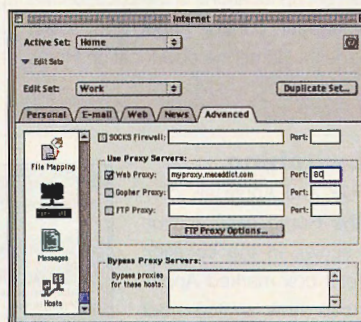 Internet
Active Set: Home
Edit Sets
Edit Set: Work Duplicate Set...
Personal E-mail Web News Advanced
SOCKS Firewall: Port:
File Mapping
Use Proxy Servers:
Web Proxy: myproxy.macaddict.com Port: 80
Gopher Proxy: Port:
FTP Proxy: Port:
FTP Proxy Options...
Messages
Bypass Proxy Servers:
Bypass proxies
for these hosts:
Hosts